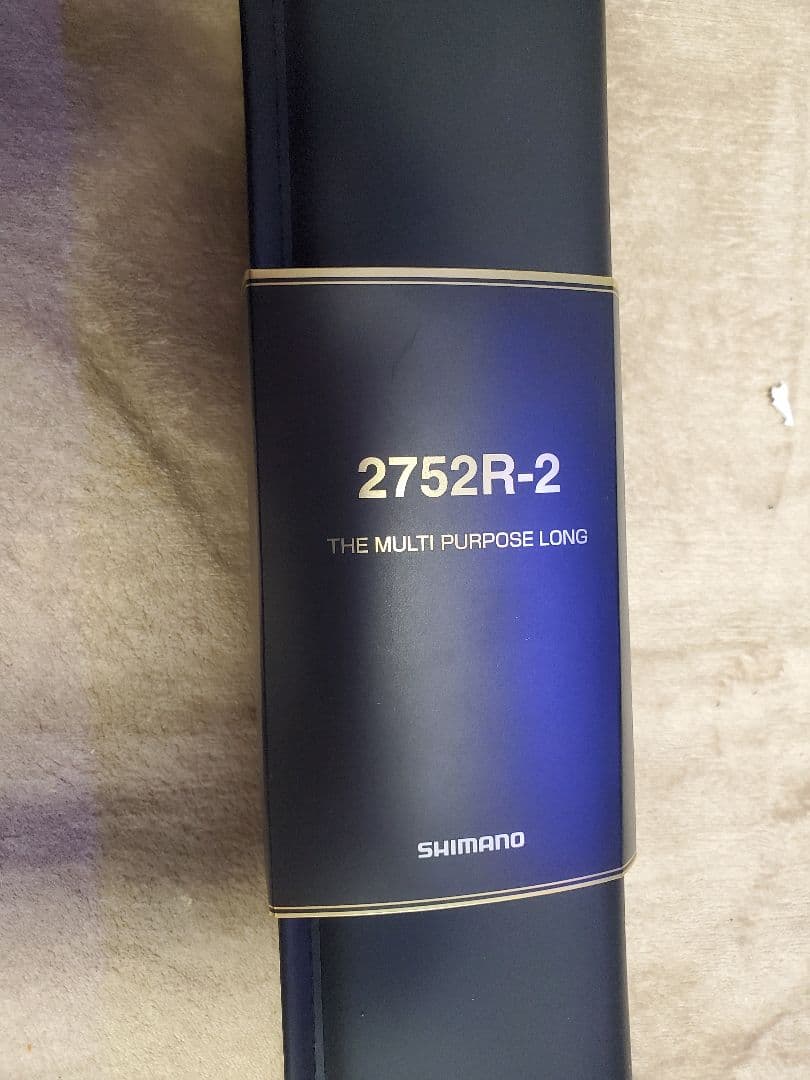 2752R-2
THE MULTI PURPOSE LONG
SHIMANO